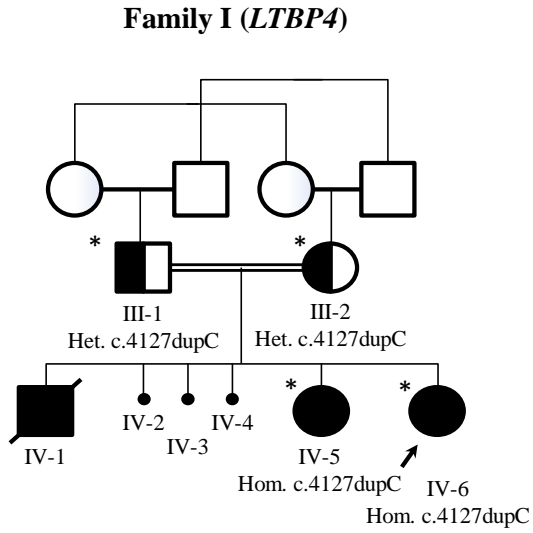 Family I (LTBP4)
* *
III-1 III-2
Het. c.4127dupC Het. c.4127dupC
* *
IV-2 IV-4
IV-1 IV-3 IV-5 IV-6
Hom. c.4127dupC
Hom. c.4127dupC